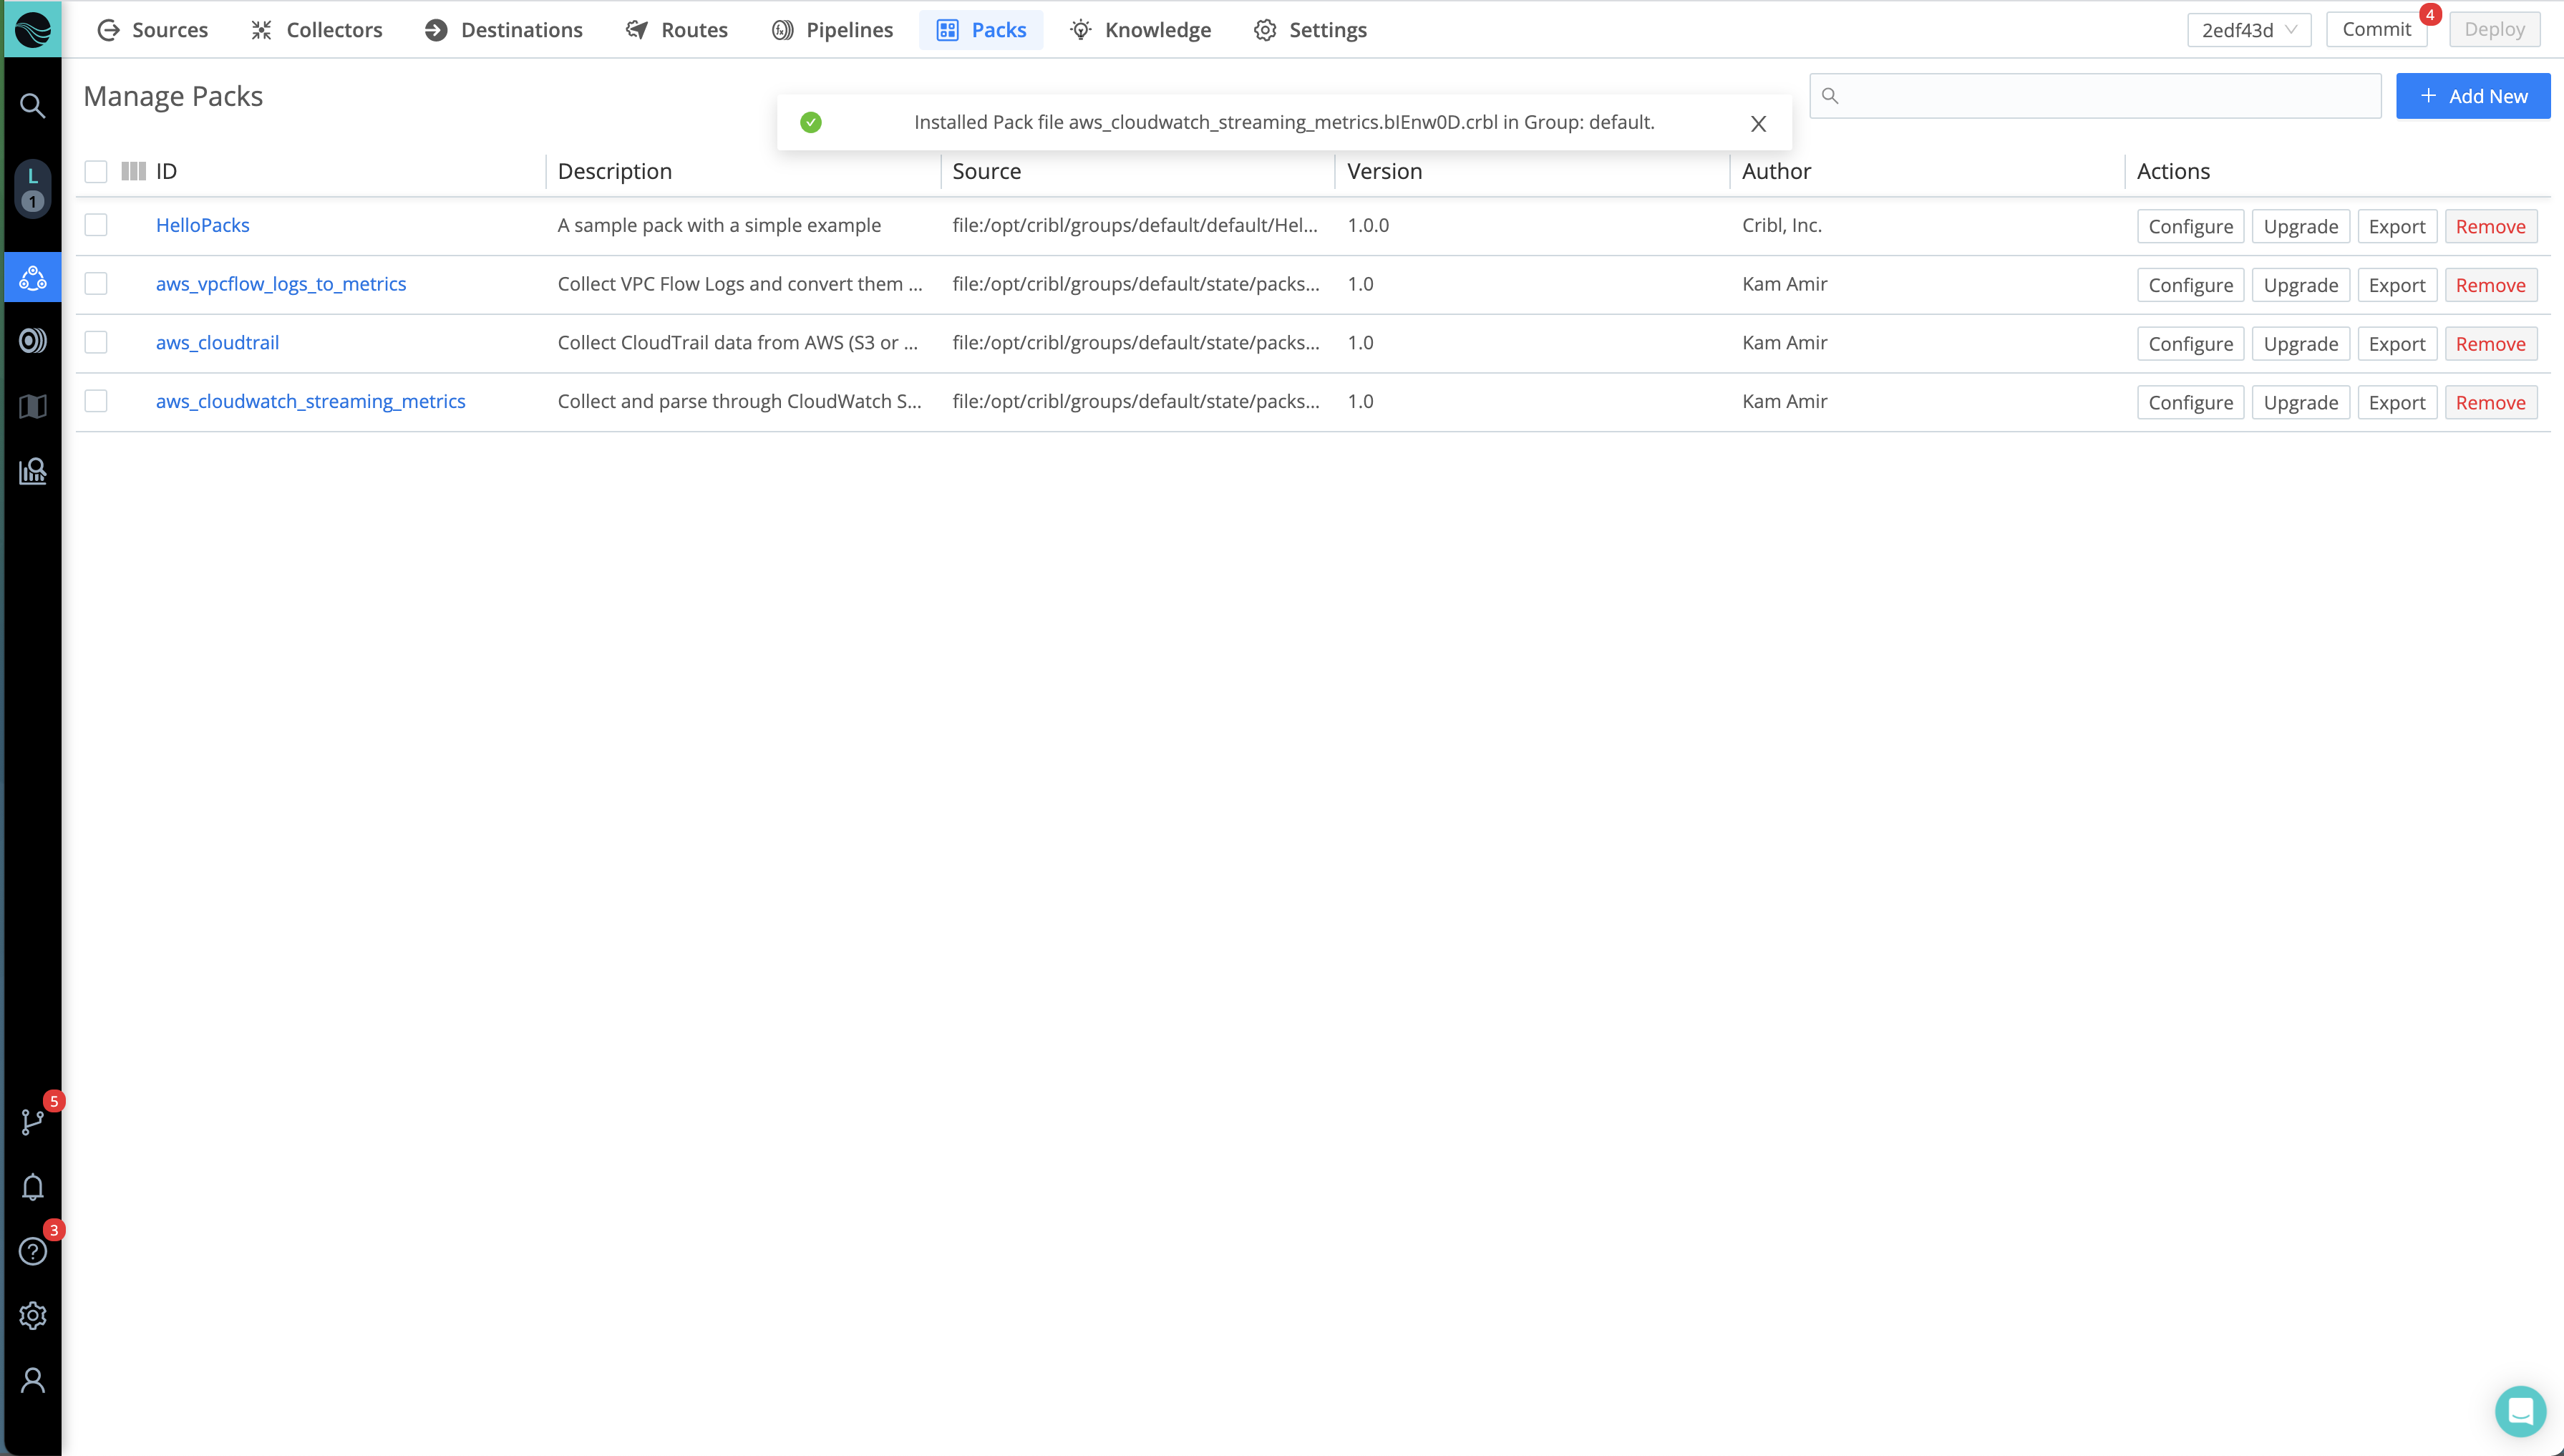 Sources Collectors Destinations Routes Pipelines Packs Knowledge Settings 2edf43d Commit 4 Deploy
Manage Packs
Add New
Installed Pack file aws_cloudwatch_streaming_metrics.bIEnw0D.crbl in Group: default.
ID Description Source Version Author Actions
HelloPacks A sample pack with a simple example file:/opt/cribl/groups/default/default/Hel... 1.0.0 Cribl, Inc. Configure Upgrade Export Remove
aws_vpcflow_logs_to_metrics Collect VPC Flow Logs and convert them ... file:/opt/cribl/groups/default/state/packs... 1.0 Kam Amir Configure Upgrade Export Remove
aws_cloudtrail Collect CloudTrail data from AWS (S3 or ... file:/opt/cribl/groups/default/state/packs... 1.0 Kam Amir Configure Upgrade Export Remove
aws_cloudwatch_streaming_metrics Collect and parse through CloudWatch S... file:/opt/cribl/groups/default/state/packs... 1.0 Kam Amir Configure Upgrade Export Remove
L
1
5
3